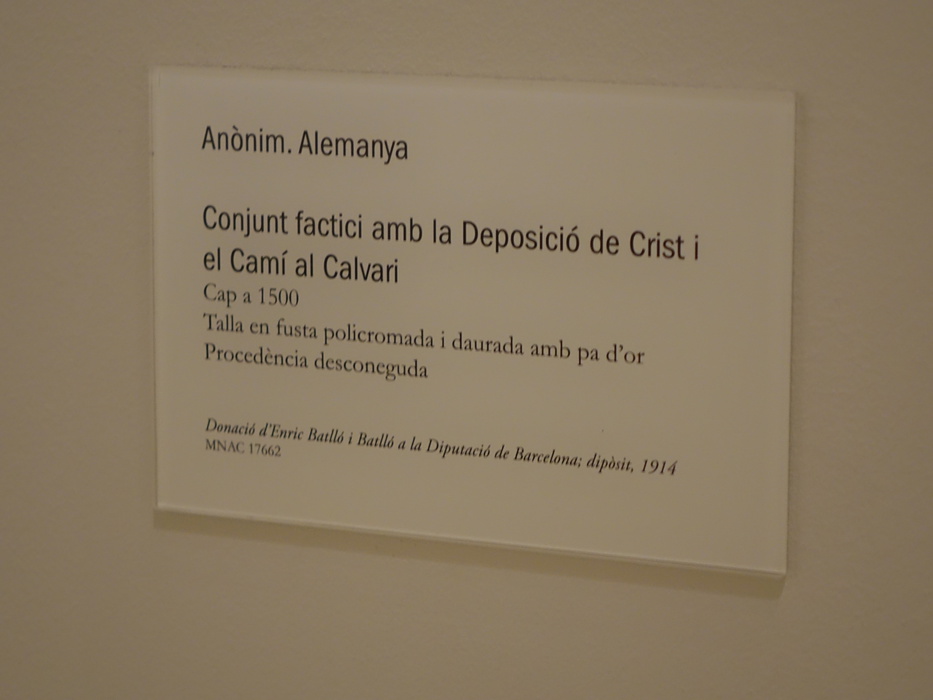 Anònim. Alemanya
Conjunt factici amb la Deposició de Crist i
el Camí al Calvari
Cap a 1500
Talla en fusta policromada i daurada amb pa d'or
Procedència desconeguda
Donació d'Enric Batlló i Batlló a la Diputació de Barcelona; dipòsit, 1914
MNAC 17662